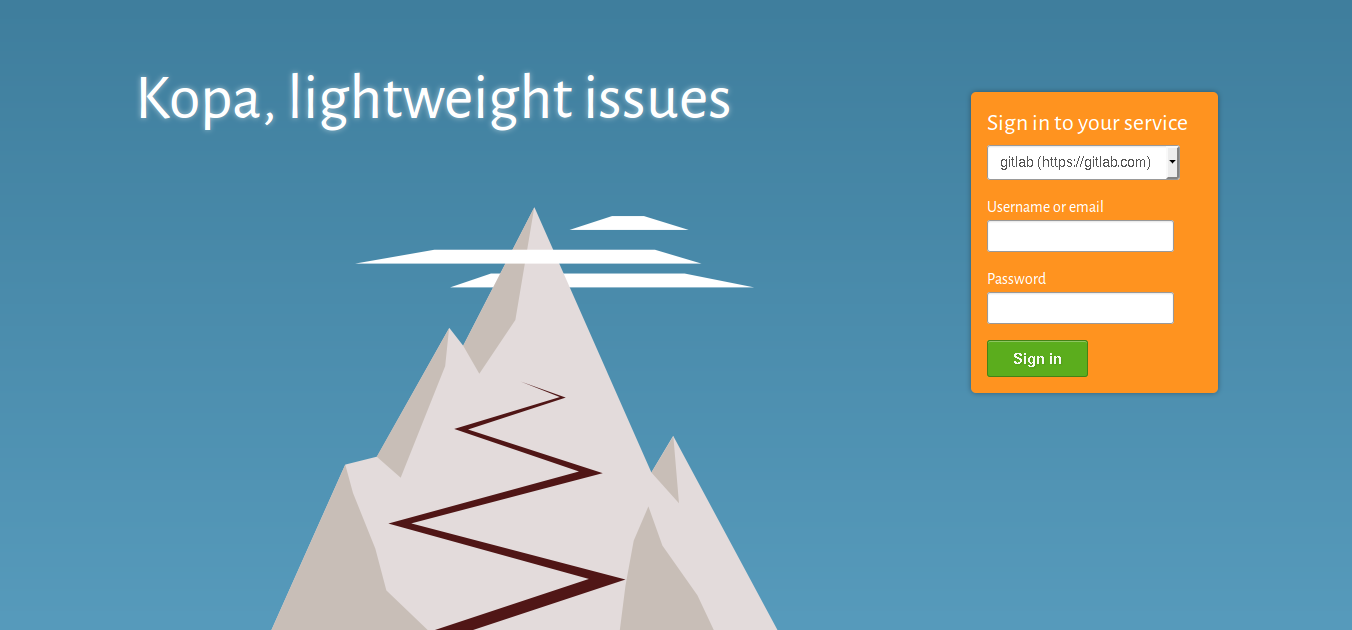 Kopa, lightweight issues
Sign in to your service
gitlab (https://gitlab.com)
Username or email
Password
Sign in